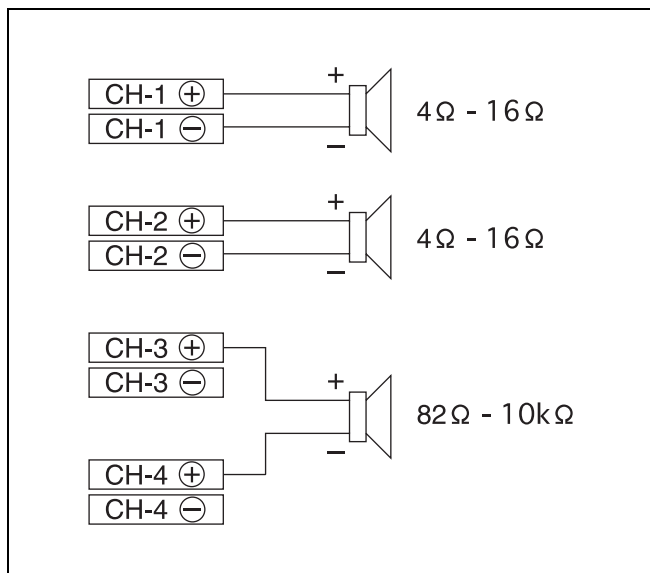 CH-1 ⊕ + 4Ω - 16Ω
CH-1 ⊖ −
CH-2 ⊕ + 4Ω - 16Ω
CH-2 ⊖ −
CH-3 ⊕
CH-3 ⊖ +
82Ω - 10kΩ
−
CH-4 ⊕
CH-4 ⊖